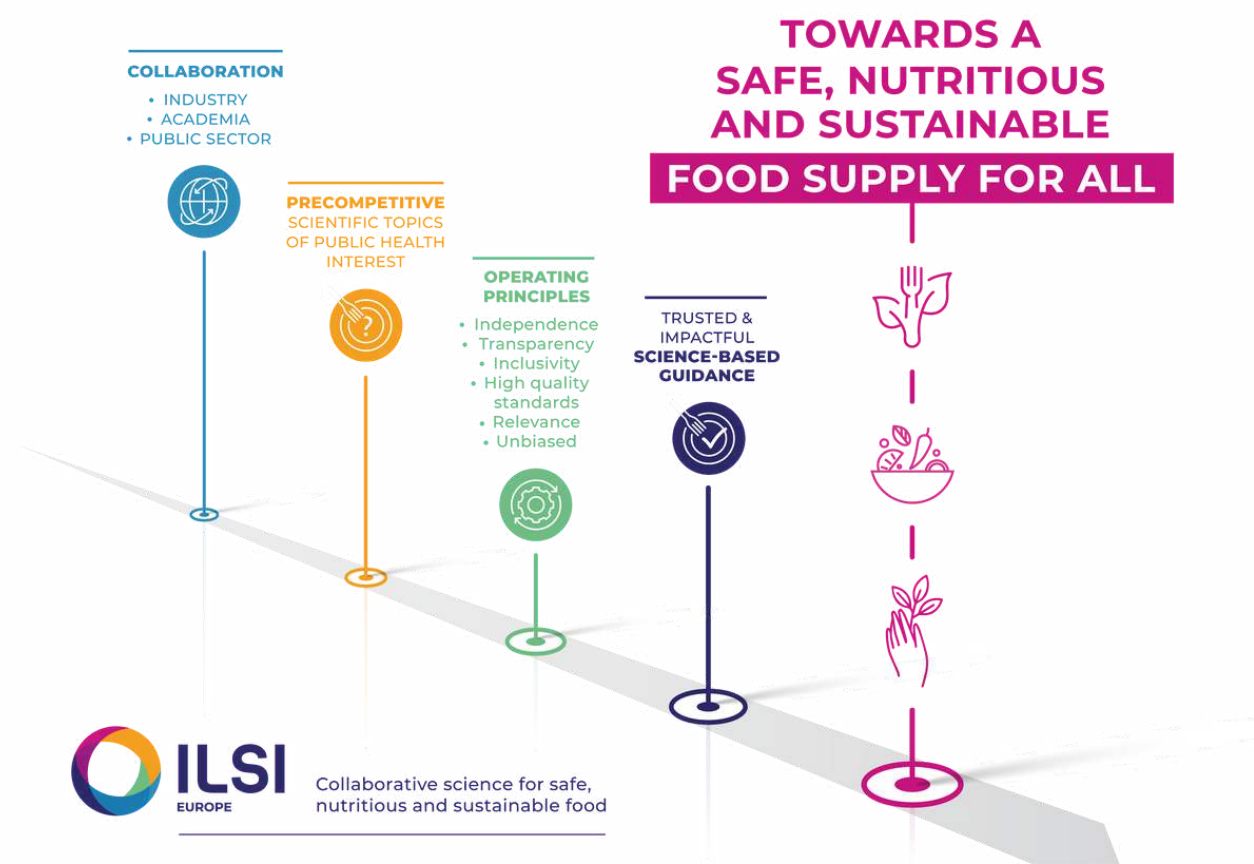 COLLABORATION
• INDUSTRY
• ACADEMIA
• PUBLIC SECTOR
PRECOMPETITIVE
SCIENTIFIC TOPICS
OF PUBLIC HEALTH
INTEREST
?
OPERATING
PRINCIPLES
• Independence
• Transparency
• Inclusivity
• High quality
standards
• Relevance
• Unbiased
TRUSTED &
IMPACTFUL
SCIENCE-BASED
GUIDANCE
TOWARDS A
SAFE, NUTRITIOUS
AND SUSTAINABLE
FOOD SUPPLY FOR ALL
ILSI
EUROPE
Collaborative science for safe,
nutritious and sustainable food